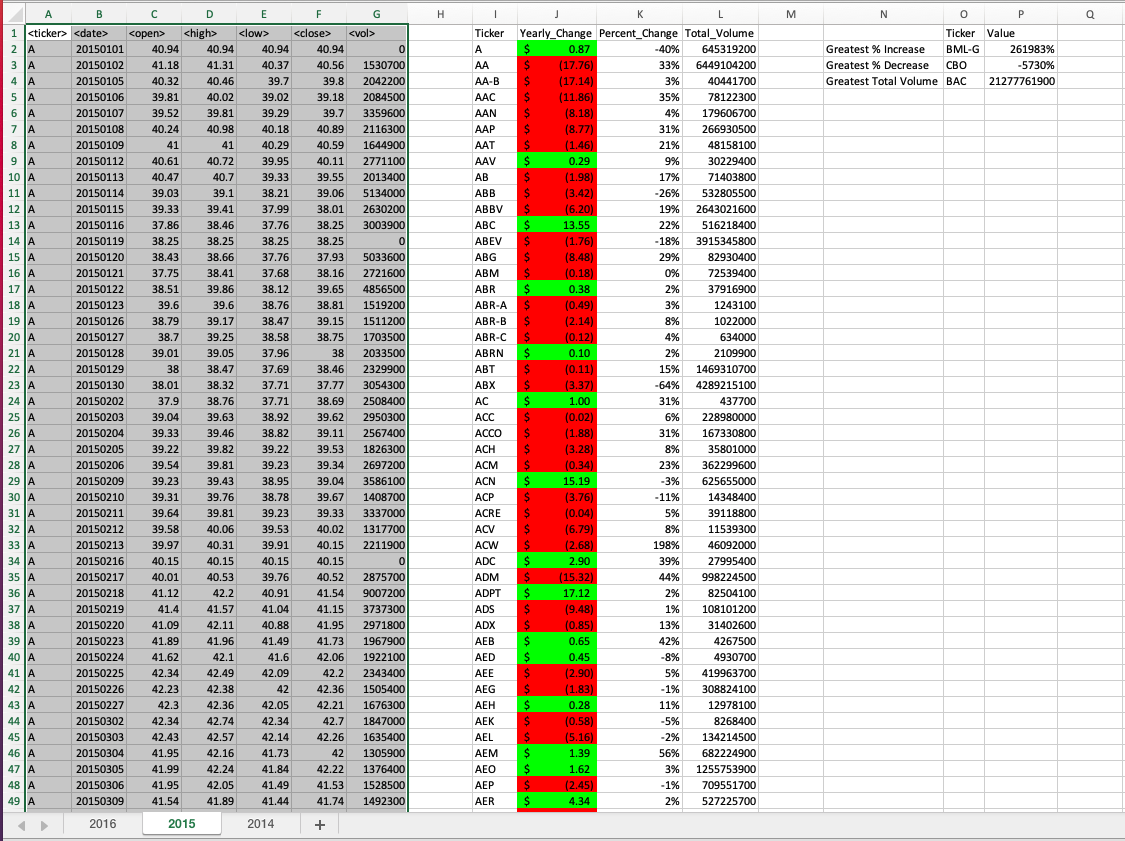 A B C D E F G H I J K L M N O P Q
1 <ticker> <date> <open> <high> <low> <close> <vol> Ticker Yearly_Change Percent_Change Total_Volume Ticker Value
2 A 20150101 40.94 40.94 40.94 40.94 0 A $ 0.87 -40% 645319200 Greatest % Increase BML-G 261983%
3 A 20150102 41.18 41.31 40.37 40.56 1530700 AA $ (17.76) 33% 6449104200 Greatest % Decrease CBO -5730%
4 A 20150105 40.32 40.46 39.7 39.8 2042200 AA-B $ (17.14) 3% 40441700 Greatest Total Volume BAC 21277761900
5 A 20150106 39.81 40.02 39.02 39.18 2084500 AAC $ (11.86) 35% 78122300
6 A 20150107 39.52 39.81 39.29 39.7 3359600 AAN $ (8.18) 4% 179606700
7 A 20150108 40.24 40.98 40.18 40.89 2116300 AAP $ (8.77) 31% 266930500
8 A 20150109 41 41 40.29 40.59 1644900 AAT $ (1.46) 21% 48158100
9 A 20150112 40.61 40.72 39.95 40.11 2771100 AAV $ 0.29 9% 30229400
10 A 20150113 40.47 40.7 39.33 39.55 2013400 AB $ (1.98) 17% 71403800
11 A 20150114 39.03 39.1 38.21 39.06 5134000 ABB $ (3.42) -26% 532805500
12 A 20150115 39.33 39.41 37.99 38.01 2630200 ABBV $ (6.20) 19% 2643021600
13 A 20150116 37.86 38.46 37.76 38.25 3003900 ABC $ 13.55 22% 516218400
14 A 20150119 38.25 38.25 38.25 38.25 0 ABEV $ (1.76) -18% 3915345800
15 A 20150120 38.43 38.66 37.76 37.93 5033600 ABG $ (8.48) 29% 82930400
16 A 20150121 37.75 38.41 37.68 38.16 2721600 ABM $ (0.18) 0% 72539400
17 A 20150122 38.51 39.86 38.12 39.65 4856500 ABR $ 0.38 2% 37916900
18 A 20150123 39.6 39.6 38.76 38.81 1519200 ABR-A $ (0.49) 3% 1243100
19 A 20150126 38.79 39.17 38.47 39.15 1511200 ABR-B $ (2.14) 8% 1022000
20 A 20150127 38.7 39.25 38.58 38.75 1703500 ABR-C $ (0.12) 4% 634000
21 A 20150128 39.01 39.05 37.96 38 2033500 ABRN $ 0.10 2% 2109900
22 A 20150129 38 38.47 37.69 38.46 2329900 ABT $ (0.11) 15% 1469310700
23 A 20150130 38.01 38.32 37.71 37.77 3054300 ABX $ (3.37) -64% 4289215100
24 A 20150202 37.9 38.76 37.71 38.69 2508400 AC $ 1.00 31% 437700
25 A 20150203 39.04 39.63 38.92 39.62 2950300 ACC $ (0.02) 6% 228980000
26 A 20150204 39.33 39.46 38.82 39.11 2567400 ACCO $ (1.88) 31% 167330800
27 A 20150205 39.22 39.82 39.22 39.53 1826300 ACH $ (3.28) 8% 35801000
28 A 20150206 39.54 39.81 39.23 39.34 2697200 ACM $ (0.34) 23% 362299600
29 A 20150209 39.23 39.43 38.95 39.04 3586100 ACN $ 15.19 -3% 625655000
30 A 20150210 39.31 39.76 38.78 39.67 1408700 ACP $ (3.76) -11% 14348400
31 A 20150211 39.64 39.81 39.23 39.33 3337000 ACRE $ (0.04) 5% 39118800
32 A 20150212 39.58 40.06 39.53 40.02 1317700 ACV $ (6.79) 8% 11539300
33 A 20150213 39.97 40.31 39.91 40.15 2211900 ACW $ (2.68) 198% 46092000
34 A 20150216 40.15 40.15 40.15 40.15 0 ADC $ 2.90 39% 27995400
35 A 20150217 40.01 40.53 39.76 40.52 2875700 ADM $ (15.32) 44% 998224500
36 A 20150218 41.12 42.2 40.91 41.54 9007200 ADPT $ 17.12 2% 82504100
37 A 20150219 41.4 41.57 41.04 41.15 3737300 ADS $ (9.48) 1% 108101200
38 A 20150220 41.09 42.11 40.88 41.95 2971800 ADX $ (0.85) 13% 31402600
39 A 20150223 41.89 41.96 41.49 41.73 1967900 AEB $ 0.65 42% 4267500
40 A 20150224 41.62 42.1 41.6 42.06 1922100 AED $ 0.45 -8% 4930700
41 A 20150225 42.34 42.49 42.09 42.2 2343400 AEE $ (2.90) 5% 419963700
42 A 20150226 42.23 42.38 42 42.36 1505400 AEG $ (1.83) -1% 308824100
43 A 20150227 42.3 42.36 42.05 42.21 1676300 AEH $ 0.28 11% 12978100
44 A 20150302 42.34 42.74 42.34 42.7 1847000 AEK $ (0.58) -5% 8268400
45 A 20150303 42.43 42.57 42.14 42.26 1635400 AEL $ (5.16) -2% 134214500
46 A 20150304 41.95 42.16 41.73 42 1305900 AEM $ 1.39 56% 682224900
47 A 20150305 41.99 42.24 41.84 42.22 1376400 AEO $ 1.62 3% 1255753900
48 A 20150306 41.95 42.05 41.49 41.53 1528500 AEP $ (2.45) -1% 709551700
49 A 20150309 41.54 41.89 41.44 41.74 1492300 AER $ 4.34 2% 527225700
2016 2015 2014 +